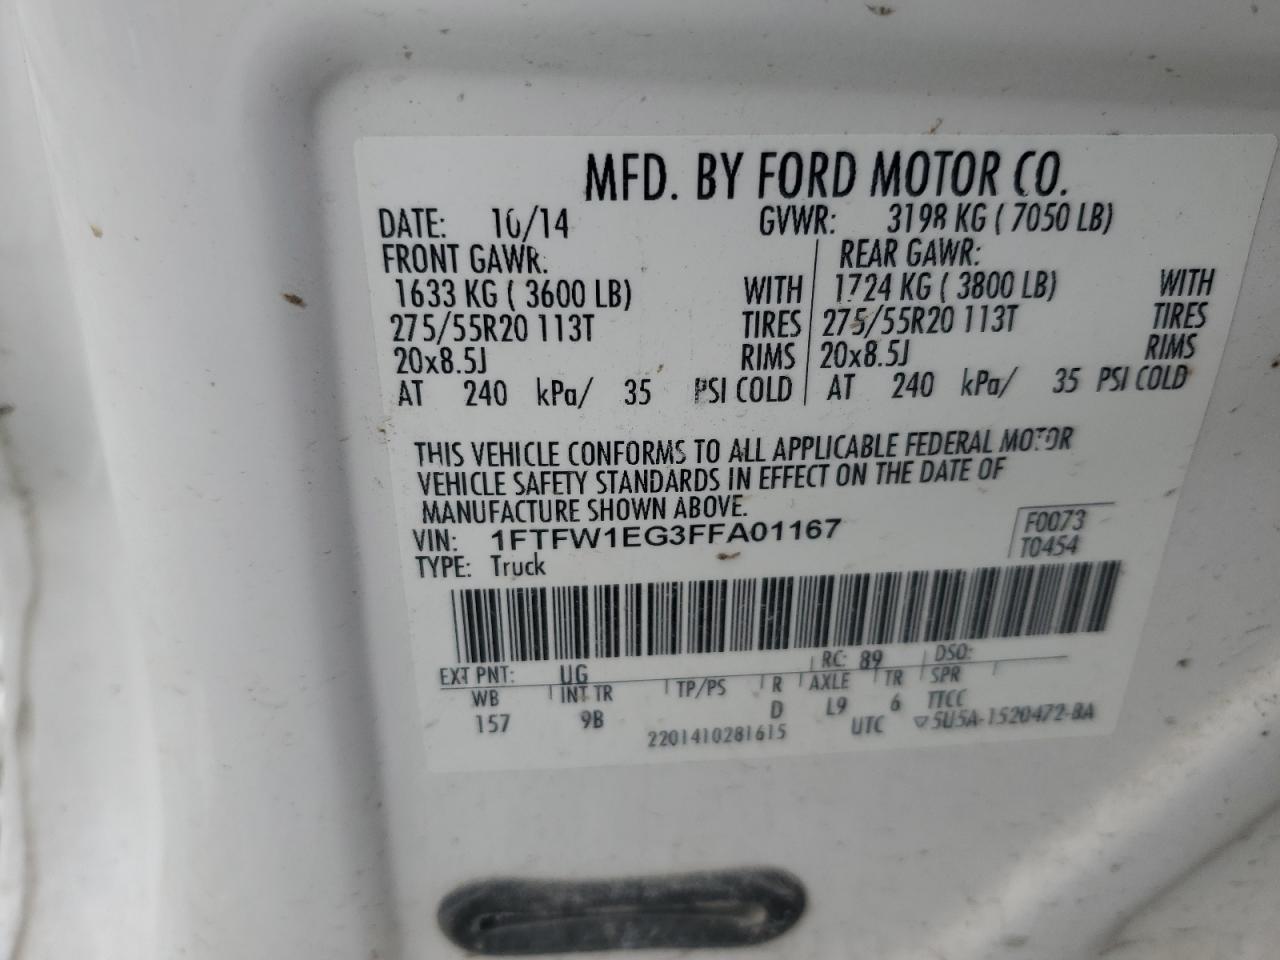 MFD. BY FORD MOTOR CO.
DATE: 10/14 GVWR: 3198 KG ( 7050 LB)
FRONT GAWR: REAR GAWR:
1633 KG ( 3600 LB) WITH 1724 KG ( 3800 LB) WITH
275/55R20 113T TIRES 275/55R20 113T TIRES
20x8.5J RIMS 20x8.5J RIMS
AT 240 kPa/ 35 PSI COLD AT 240 kPa/ 35 PSI COLD
THIS VEHICLE CONFORMS TO ALL APPLICABLE FEDERAL MOTOR
VEHICLE SAFETY STANDARDS IN EFFECT ON THE DATE OF
MANUFACTURE SHOWN ABOVE.
VIN: 1FTFW1EG3FFA01167 F0073
TYPE: Truck T0454
EXT PNT: UG RC: 89 DSO:
WB INT TR TP/PS R AXLE TR SPR
157 9B D L9 6 TTCC
2201410281615 UTC ▽5U5A-1520472-BA